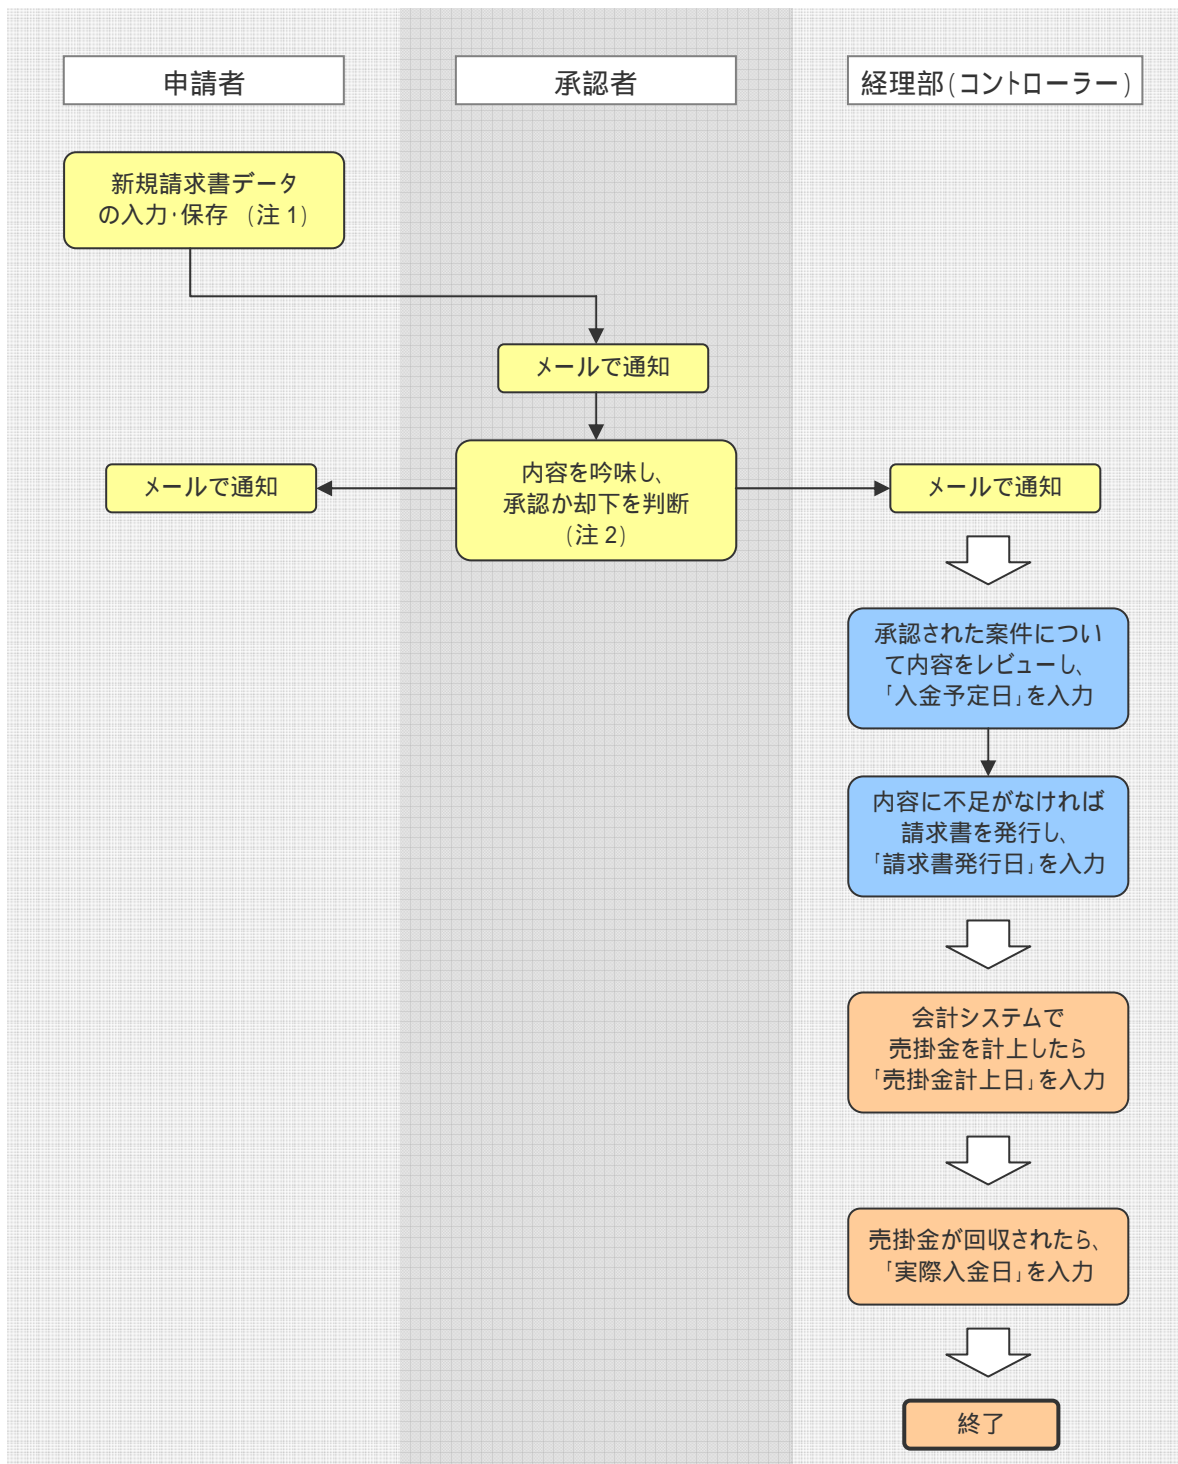 申請者
承認者
経理部(コントローラー)
新規請求書データ
の入力・保存 (注1)
メールで通知
メールで通知
内容を吟味し、
承認か却下を判断
(注2)
メールで通知
承認された案件につい
て内容をレビューし、
「入金予定日」を入力
内容に不足がなければ
請求書を発行し、
「請求書発行日」を入力
会計システムで
売掛金を計上したら
「売掛金計上日」を入力
売掛金が回収されたら、
「実際入金日」を入力
終了